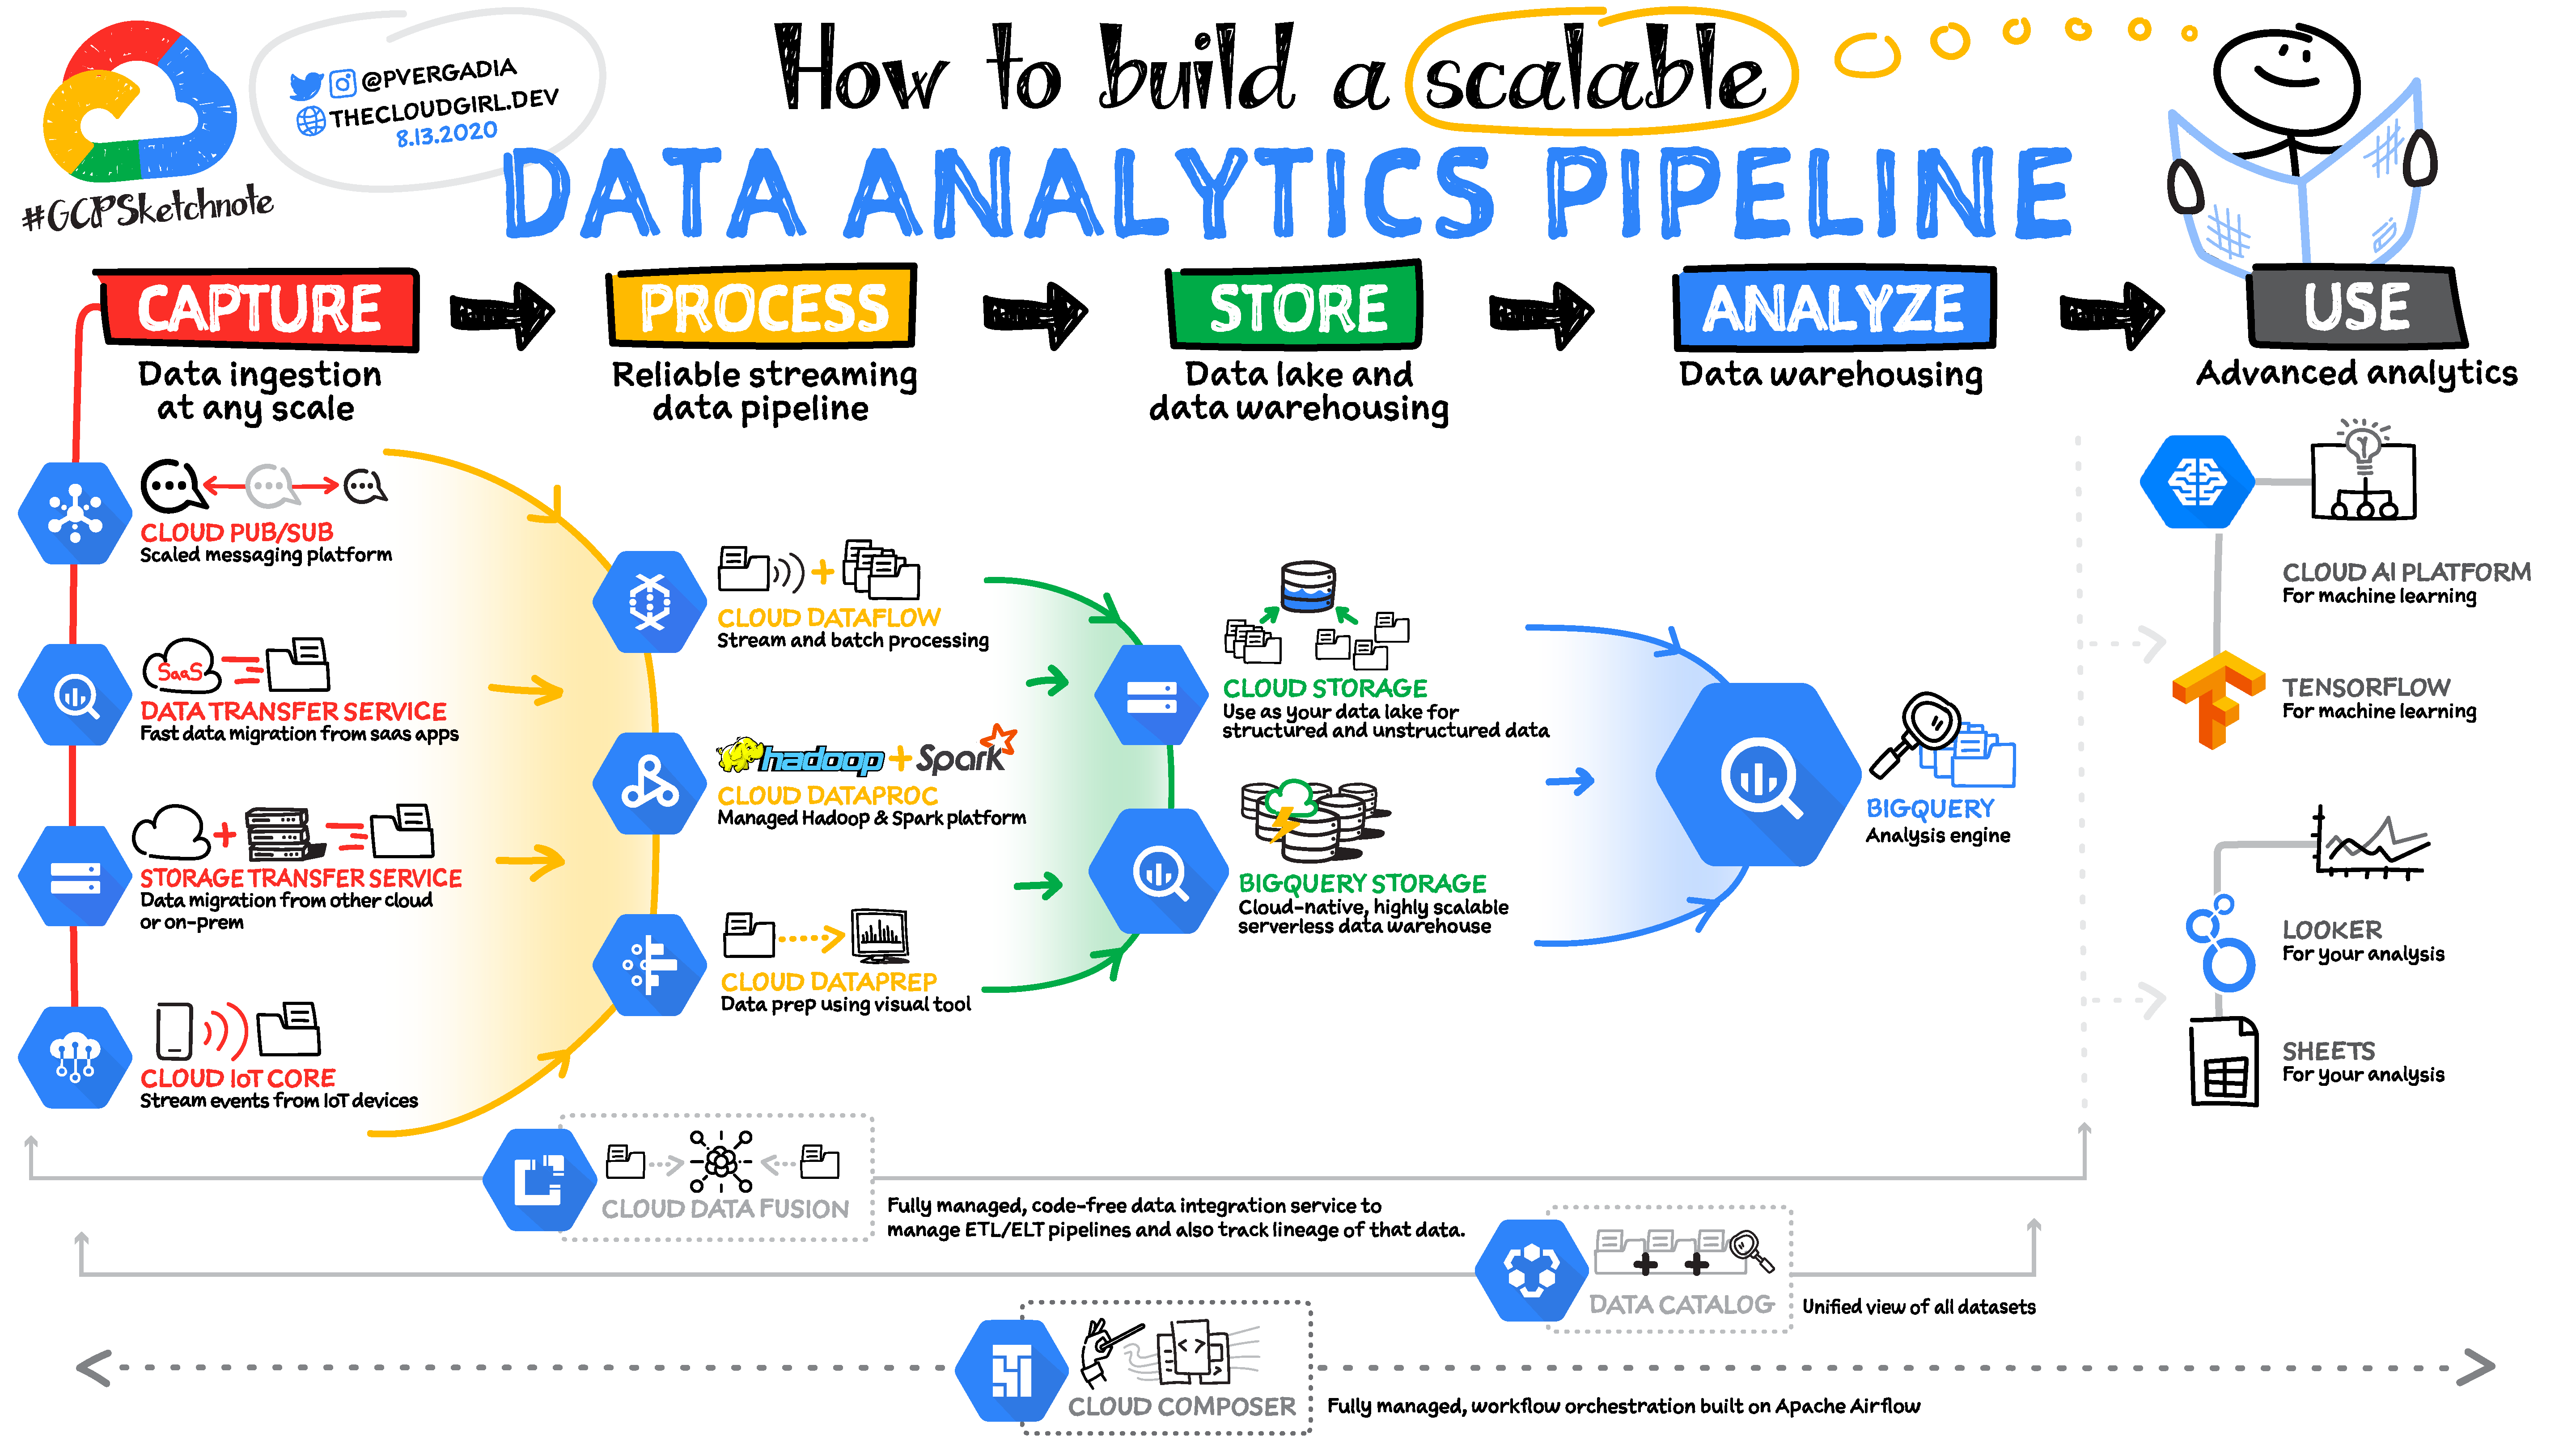 How to build a scalable
DATA ANALYTICS PIPELINE
#GCPSketchnote
@PVERGADIA
THECLOUDGIRL.DEV
8.13.2020
CAPTURE
Data ingestion
at any scale
CLOUD PUB/SUB
Scaled messaging platform
SaaS
DATA TRANSFER SERVICE
Fast data migration from saas apps
STORAGE TRANSFER SERVICE
Data migration from other cloud
or on-prem
CLOUD IoT CORE
Stream events from IoT devices
PROCESS
Reliable streaming
data pipeline
CLOUD DATAFLOW
Stream and batch processing
hadoop + Spark
CLOUD DATAPROC
Managed Hadoop & Spark platform
CLOUD DATAPREP
Data prep using visual tool
STORE
Data lake and
data warehousing
CLOUD STORAGE
Use as your data lake for
structured and unstructured data
BIGQUERY STORAGE
Cloud-native, highly scalable
serverless data warehouse
ANALYZE
Data warehousing
BIGQUERY
Analysis engine
USE
Advanced analytics
CLOUD AI PLATFORM
For machine learning
TENSORFLOW
For machine learning
LOOKER
For your analysis
SHEETS
For your analysis
CLOUD DATA FUSION
Fully managed, code-free data integration service to
manage ETL/ELT pipelines and also track lineage of that data.
DATA CATALOG
Unified view of all datasets
CLOUD COMPOSER
Fully managed, workflow orchestration built on Apache Airflow